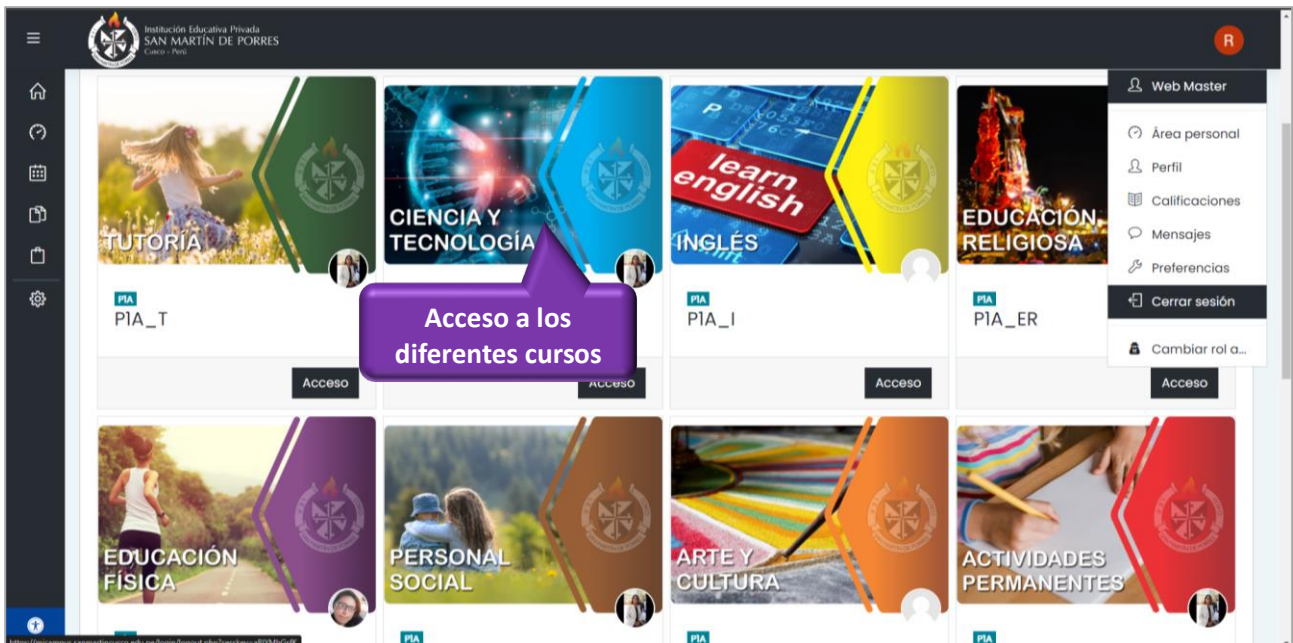 Institución Educativa Privada
SAN MARTÍN DE PORRES
Cusco - Perú
R
Web Master
Área personal
Perfil
Calificaciones
Mensajes
Preferencias
Cerrar sesión
Cambiar rol a...
TUTORÍA
CIENCIA Y
TECNOLOGÍA
learn
english
INGLÉS
EDUCACIÓN
RELIGIOSA
P1A
P1A_T
Acceso a los
diferentes cursos
P1A
P1A_I
P1A
P1A_ER
Acceso
Acceso
Acceso
Acceso
EDUCACIÓN
FÍSICA
PERSONAL
SOCIAL
ARTE Y
CULTURA
ACTIVIDADES
PERMANENTES
P1A
P1A
P1A